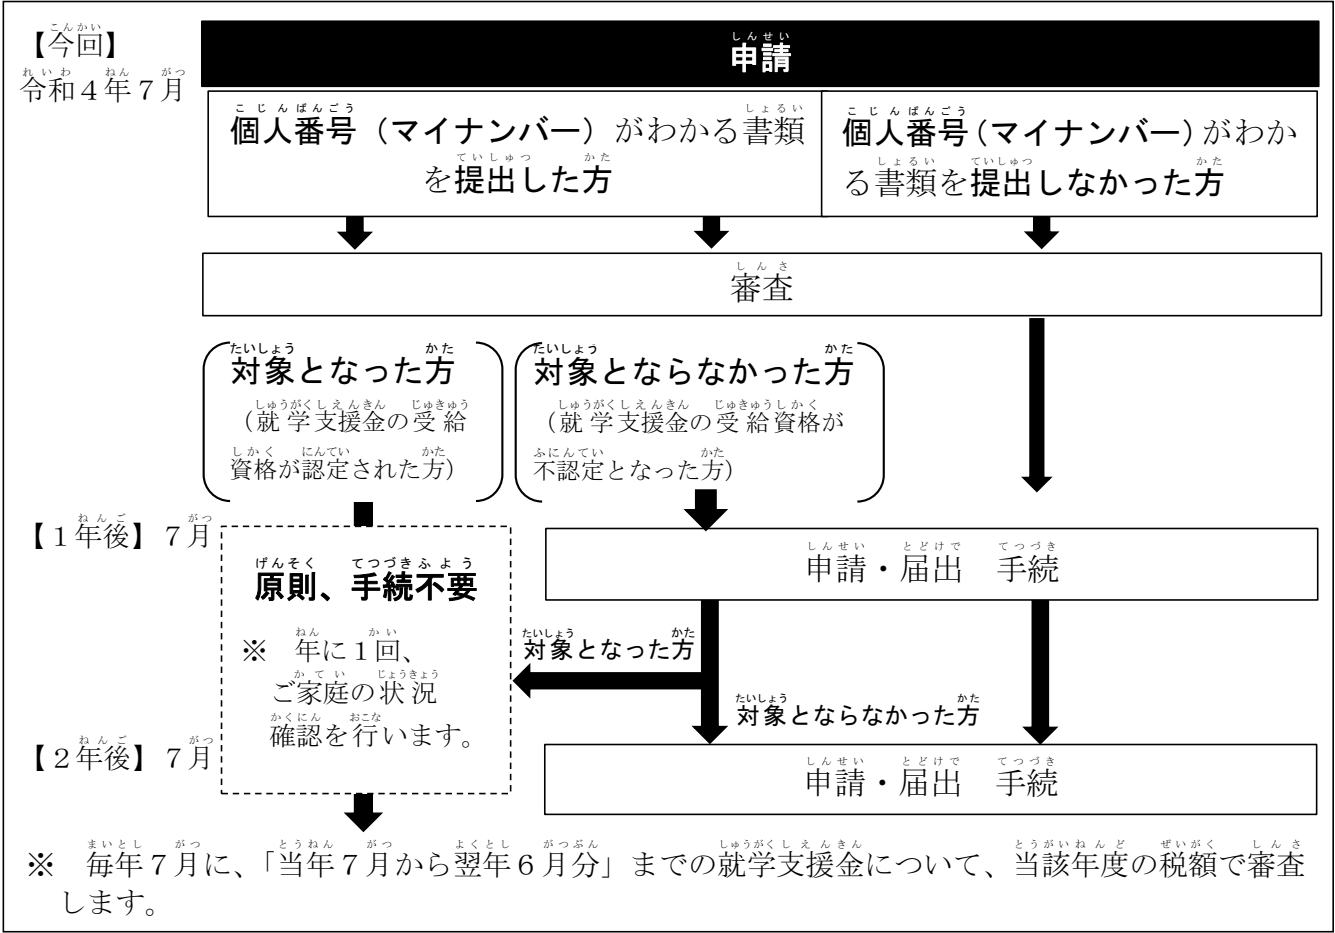 【今回】
令和４年７月
申請
個人番号（マイナンバー）がわかる書類
を提出した方
個人番号（マイナンバー）がわか
る書類を提出しなかった方
審査
対象となった方
（就学支援金の受給
資格が認定された方）
対象とならなかった方
（就学支援金の受給資格が
不認定となった方）
【１年後】７月
原則、手続不要
※　年に１回、
ご家庭の状況
確認を行います。
申請・届出　手続
対象となった方
対象とならなかった方
【２年後】７月
申請・届出　手続
※　毎年７月に、「当年７月から翌年６月分」までの就学支援金について、当該年度の税額で審査
します。